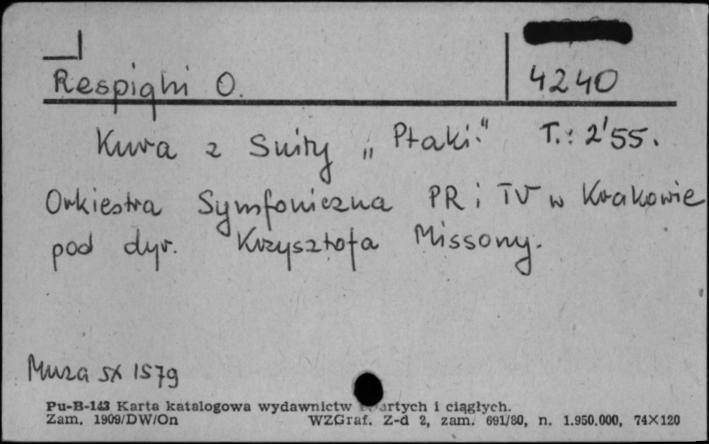 Respighi O. 4240
Kura z Suity „Ptaki." T.: 2'55.
Orkiestra Symfoniczna PR i TV w Krakowie
pod dyr. Krzysztofa Missony.
Muza SX 1579
Pu-B-143 Karta katalogowa wydawnictw zwartych i ciągłych.
Zam. 1909/DW/On WZGraf. Z-d 2, zam. 691/80, n. 1.950.000, 74X120